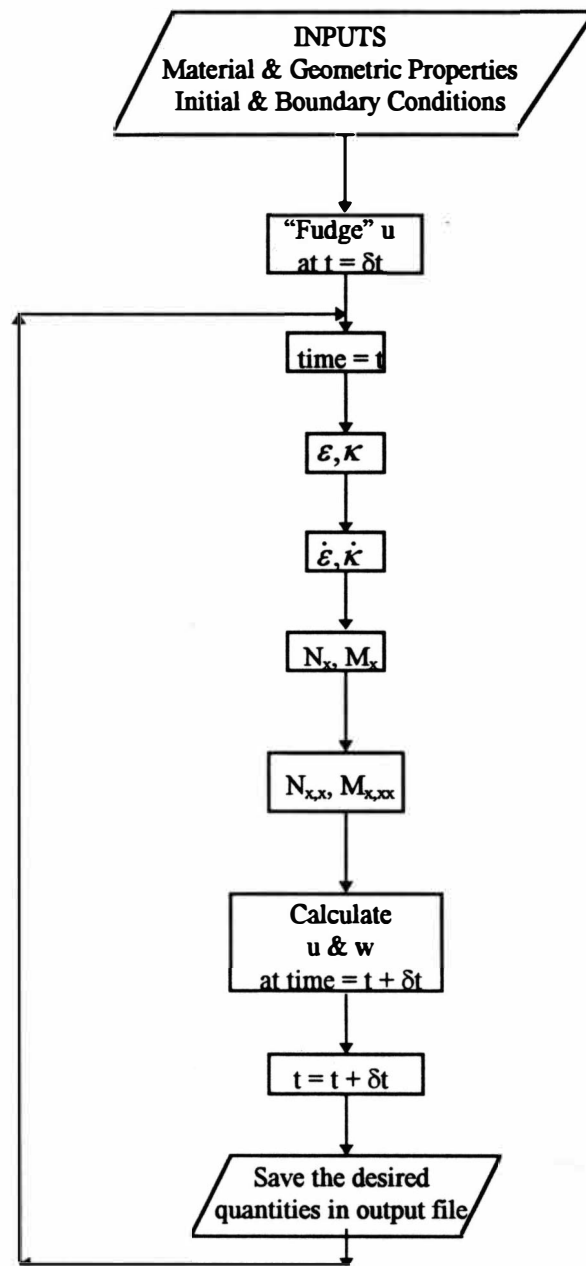 INPUTS
Material & Geometric Properties
Initial & Boundary Conditions
“Fudge” u
at t = δt
time = t
ε, κ
ε̇, κ̇
Nₓ, Mₓ
Nₓ,ₓ, Mₓ,ₓₓ
Calculate
u & w
at time = t + δt
t = t + δt
Save the desired
quantities in output file